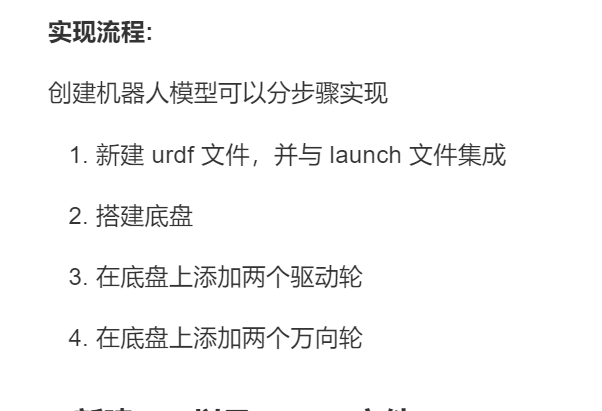 实现流程:
创建机器人模型可以分步骤实现
1. 新建 urdf 文件，并与 launch 文件集成
2. 搭建底盘
3. 在底盘上添加两个驱动轮
4. 在底盘上添加两个万向轮